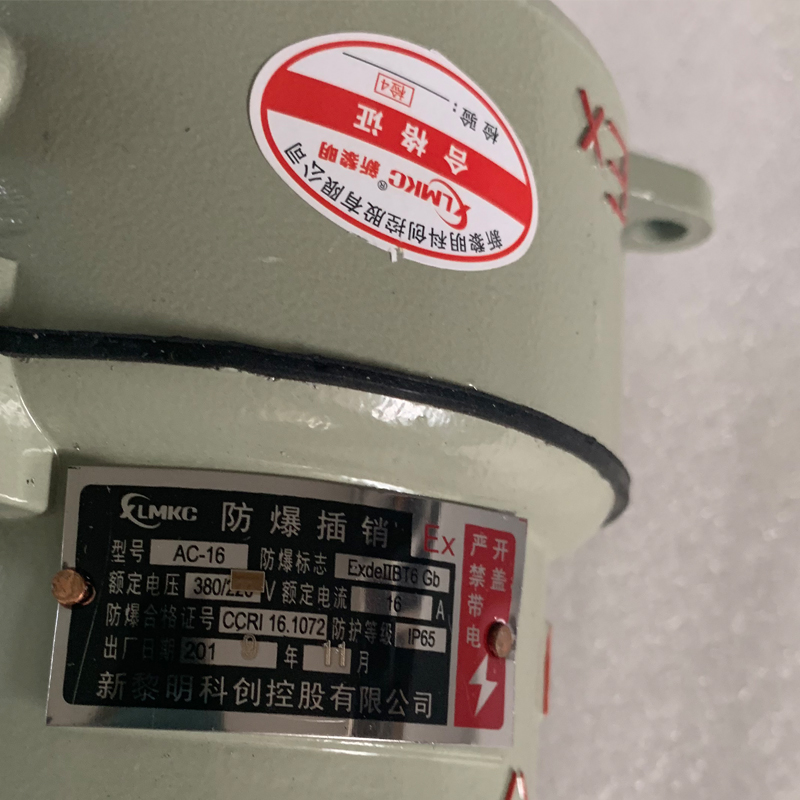 新黎明科创控股有限公司
XLMKC® 新黎明
合格证
检验: 检4
XLMKC 防爆插销 Ex
型号 AC-16 防爆标志 ExdeIIBT6 Gb
额定电压 380/220 V 额定电流 16 A
防爆合格证号 CCRI 16.1072 防护等级 IP65
出厂日期 2019 年 11 月
新黎明科创控股有限公司
严禁带电
开盖